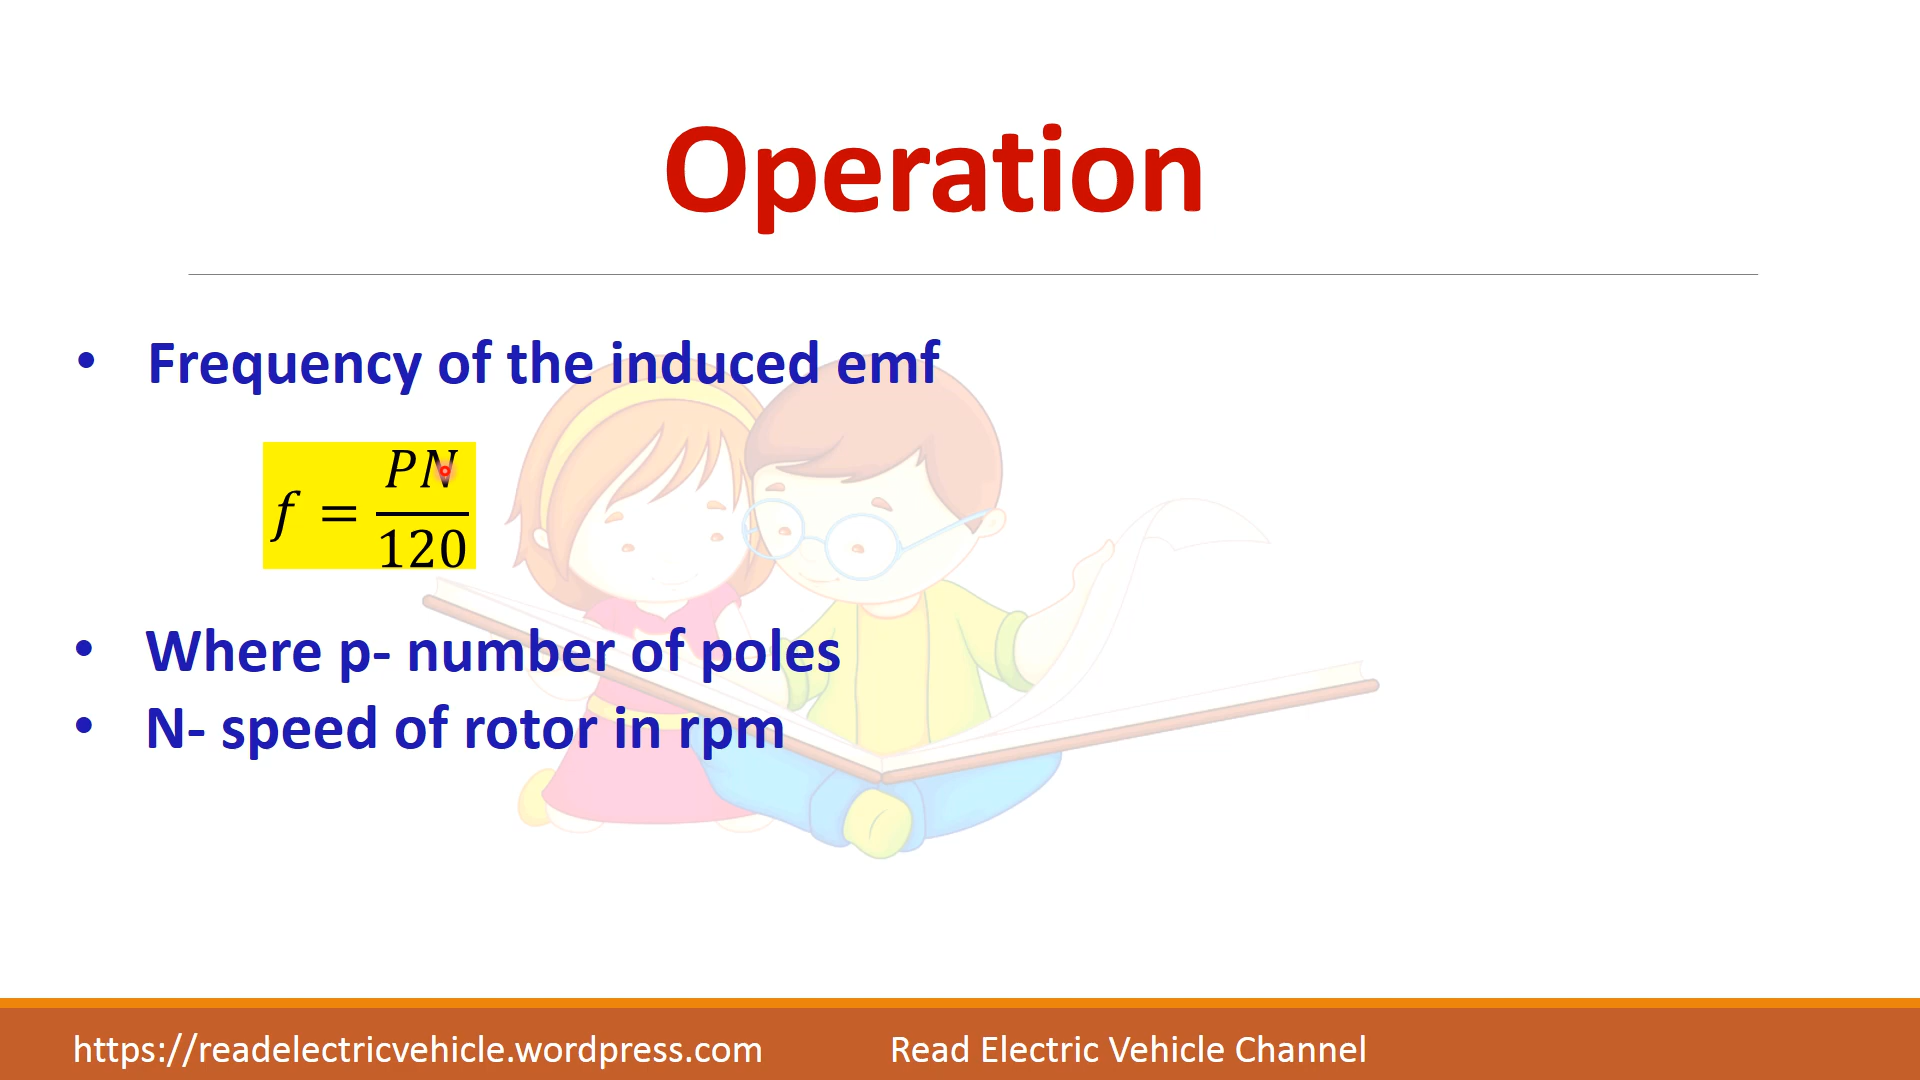 Operation
• Frequency of the induced emf
f = PN/120
• Where p- number of poles
• N- speed of rotor in rpm
https://readelectricvehicle.wordpress.com Read Electric Vehicle Channel